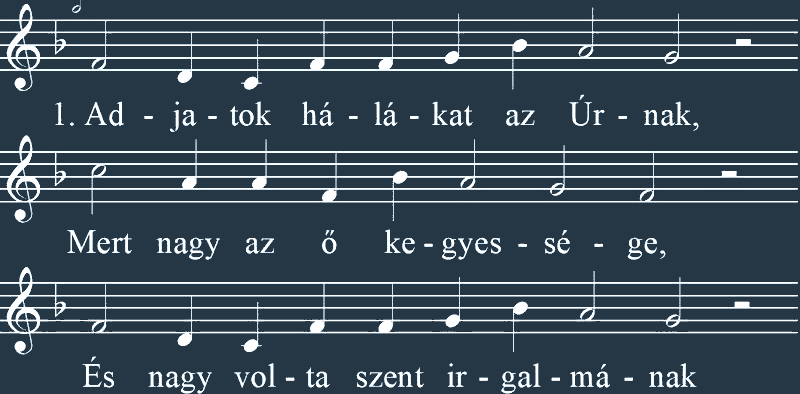 1. Ad - ja - tok há - lá - kat az Úr - nak,
Mert nagy az ő ke - gyes - sé - ge,
És nagy vol - ta szent ir - gal - má - nak